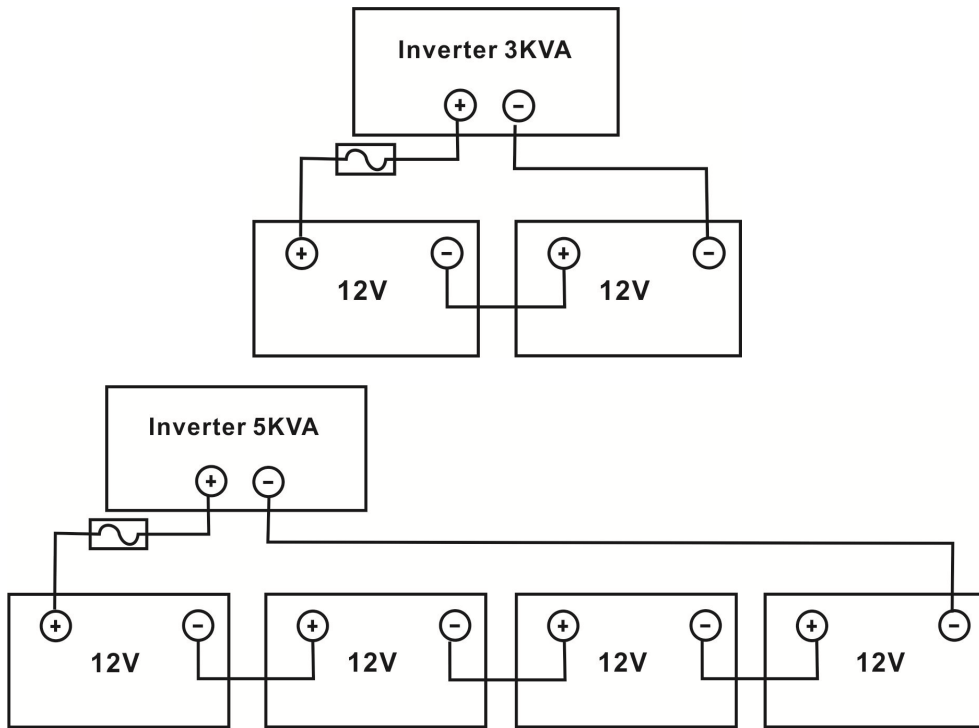 Inverter 3KVA
+ −
+ − + −
12V 12V
Inverter 5KVA
+ −
+ − + − + − + −
12V 12V 12V 12V